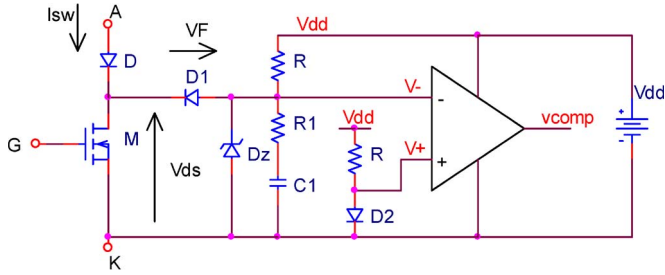 Isw
A
VF
Vdd
D
R
D1
V-
Vdd
-
Vdd
R1
vcomp
G
M
Vds
Dz
R
V+
+
C1
D2
K
+
-